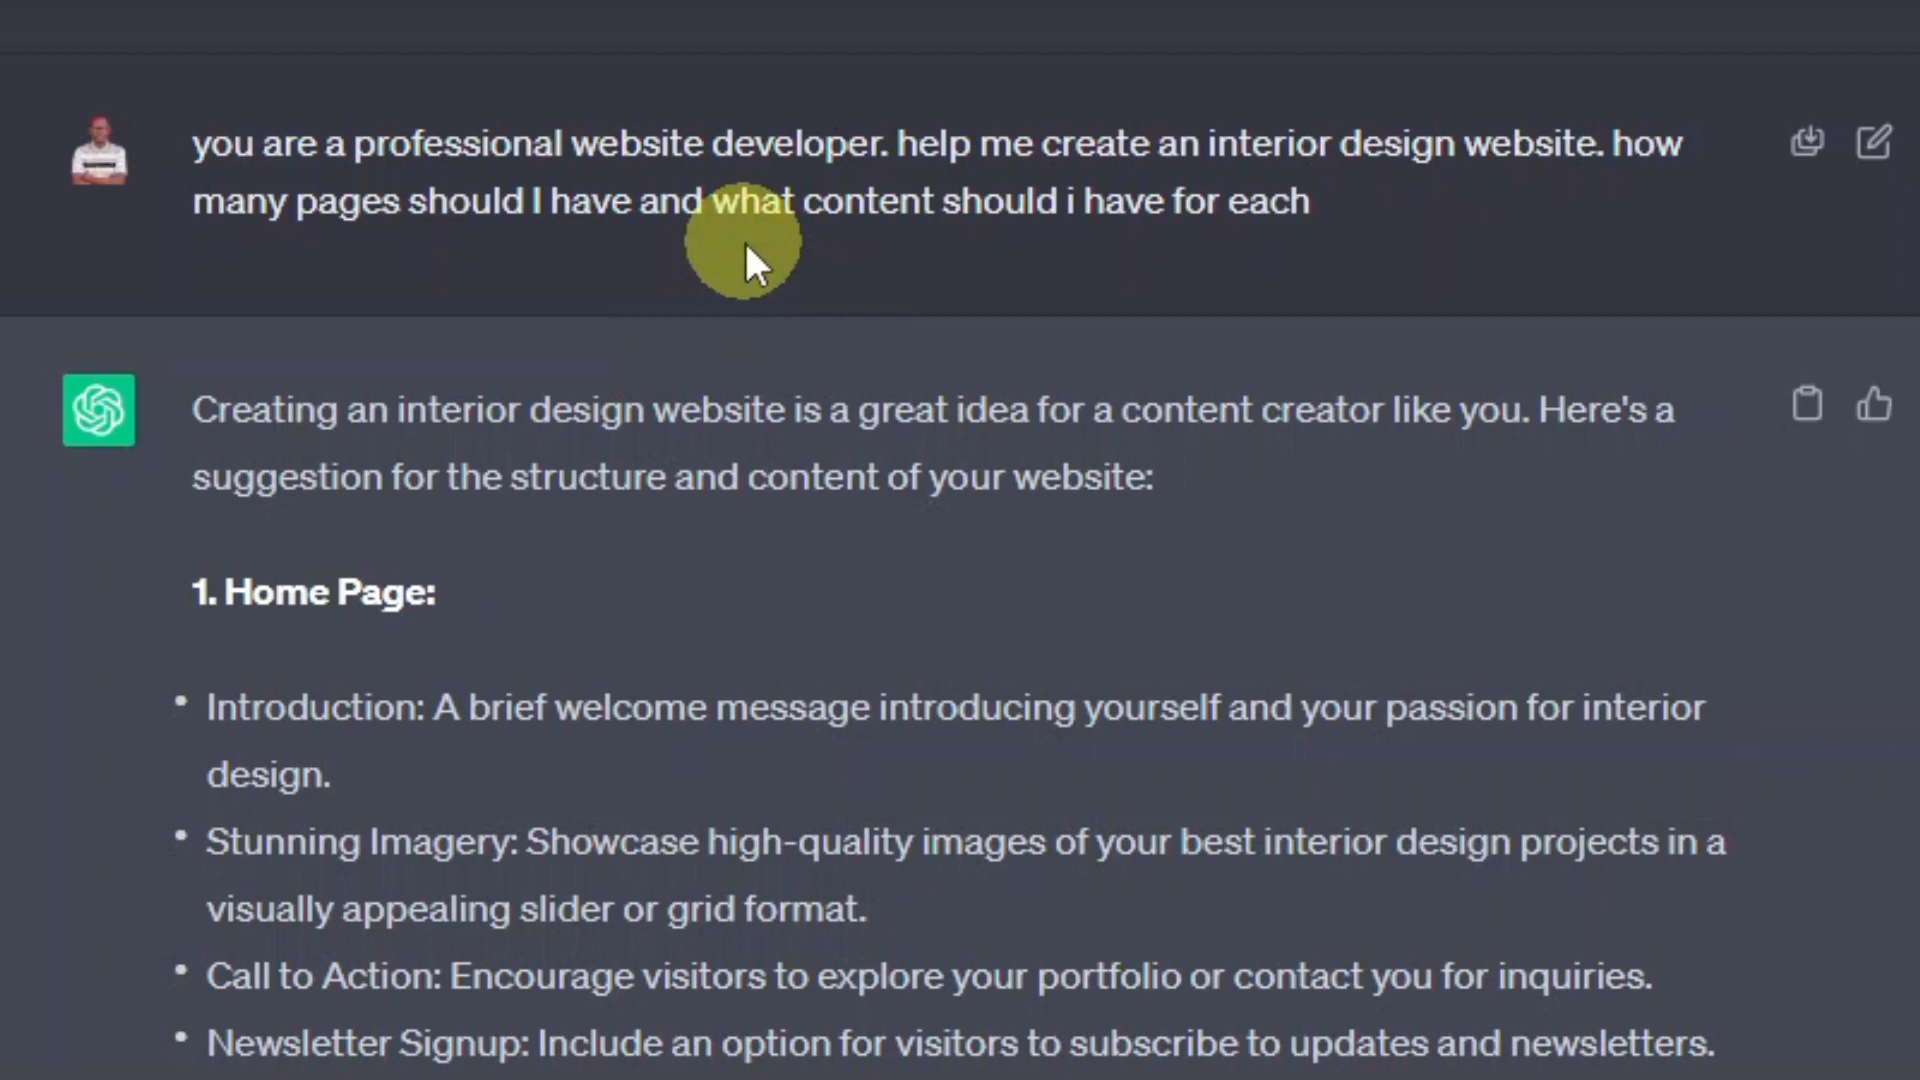 you are a professional website developer. help me create an interior design website. how
many pages should I have and what content should i have for each
Creating an interior design website is a great idea for a content creator like you. Here's a
suggestion for the structure and content of your website:
1. Home Page:
• Introduction: A brief welcome message introducing yourself and your passion for interior
design.
• Stunning Imagery: Showcase high-quality images of your best interior design projects in a
visually appealing slider or grid format.
• Call to Action: Encourage visitors to explore your portfolio or contact you for inquiries.
• Newsletter Signup: Include an option for visitors to subscribe to updates and newsletters.